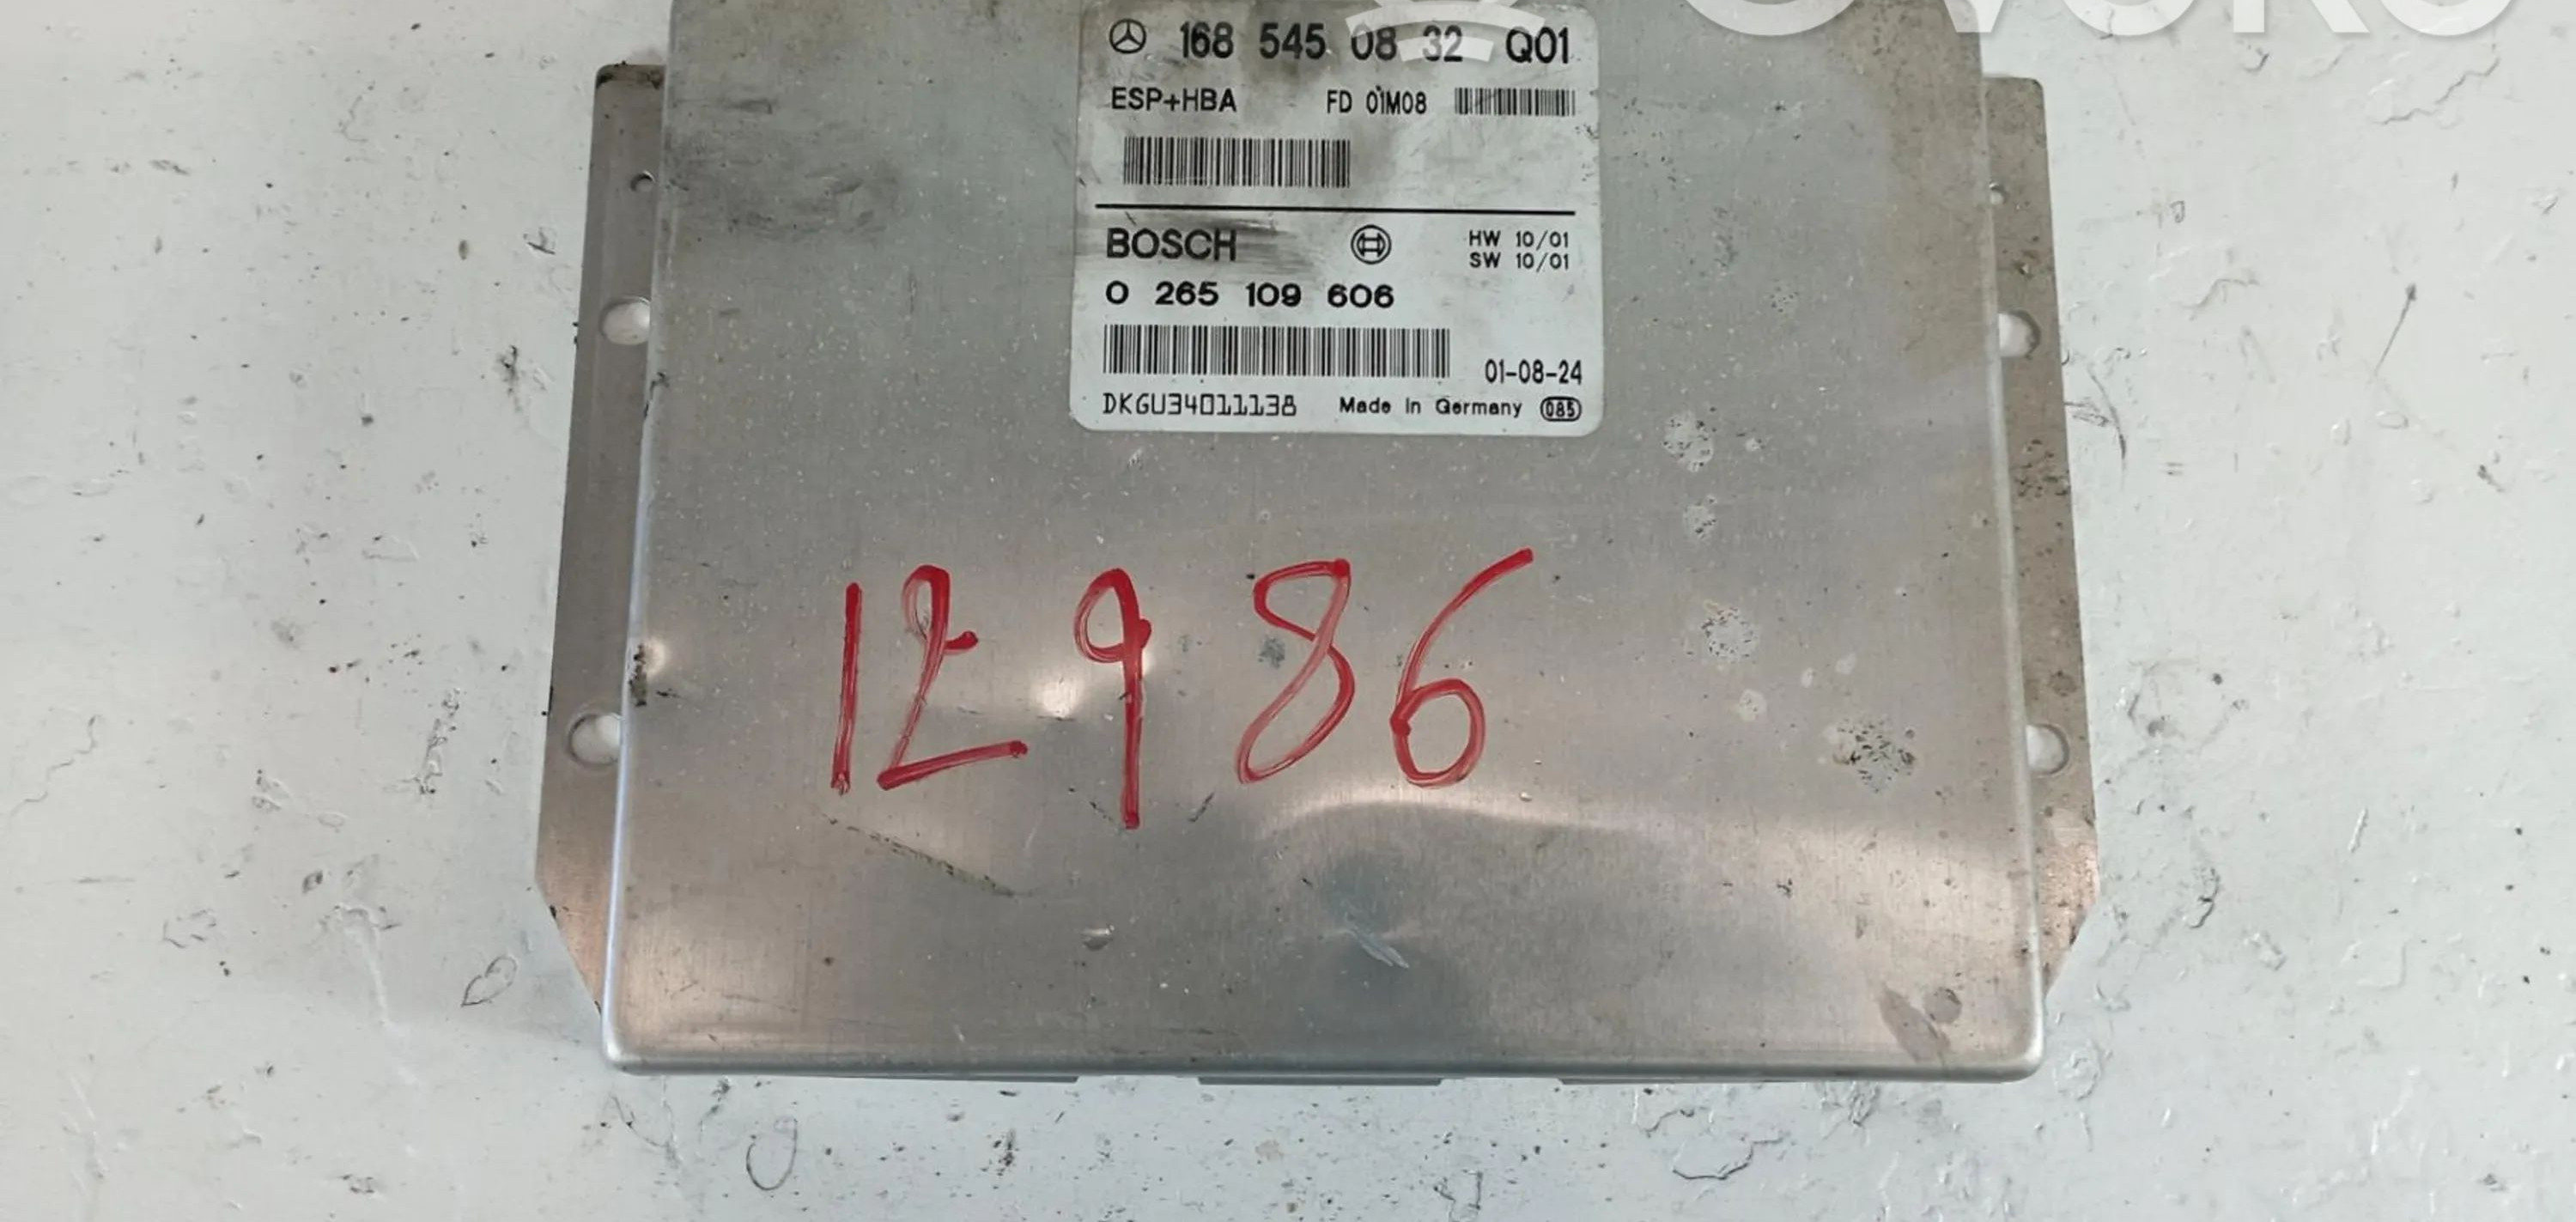 168 545 08 32 Q01
ESP+HBA FD 01M08
BOSCH HW 10/01
SW 10/01
0 265 109 606
01-08-24
DKGU34011138 Made in Germany 085
12986